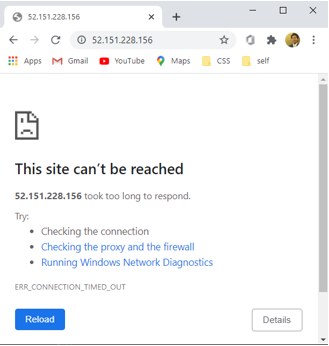 52.151.228.156
52.151.228.156
Apps Gmail YouTube Maps CSS self
This site can't be reached
52.151.228.156 took too long to respond.
Try:
Checking the connection
Checking the proxy and the firewall
Running Windows Network Diagnostics
ERR_CONNECTION_TIMED_OUT
Reload Details